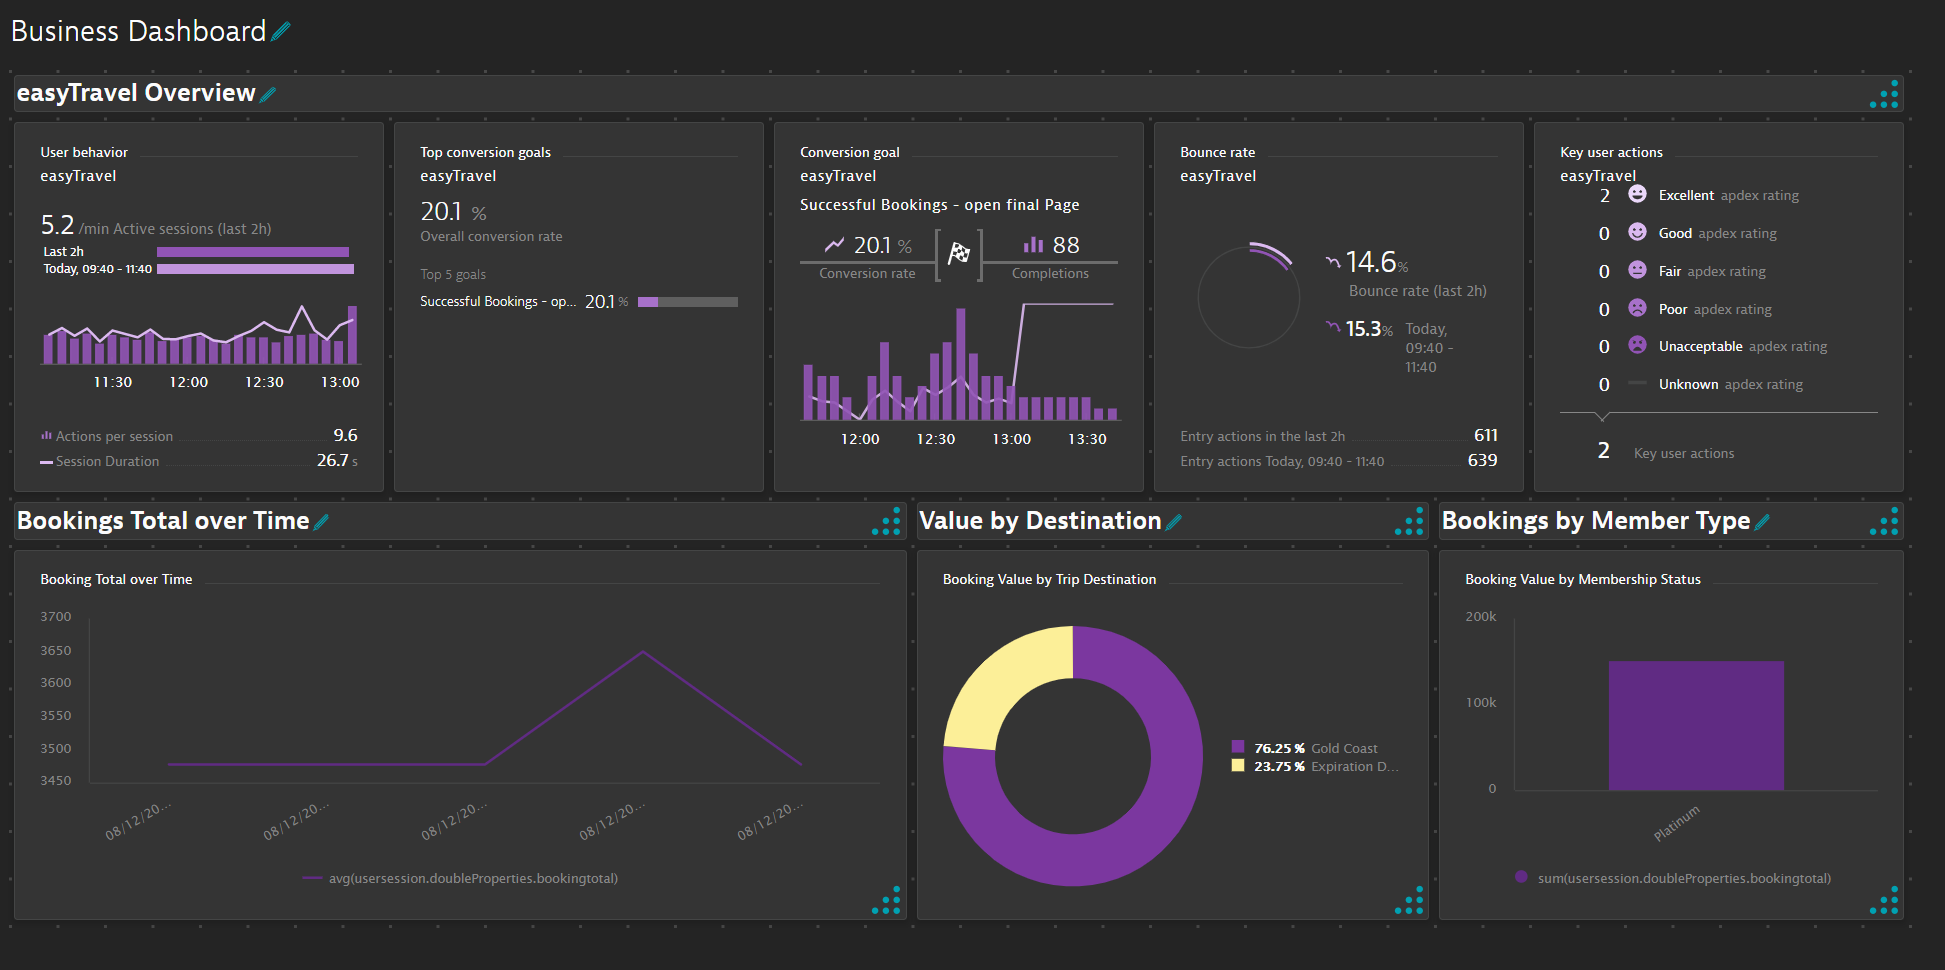 Business Dashboard
easyTravel Overview
User behavior
easyTravel
5.2 /min Active sessions (last 2h)
Last 2h
Today, 09:40 - 11:40
11:30 12:00 12:30 13:00
Actions per session 9.6
Session Duration 26.7 s
Top conversion goals
easyTravel
20.1 %
Overall conversion rate
Top 5 goals
Successful Bookings - op... 20.1 %
Conversion goal
easyTravel
Successful Bookings - open final Page
20.1 % 88
Conversion rate Completions
12:00 12:30 13:00 13:30
Bounce rate
easyTravel
14.6%
Bounce rate (last 2h)
15.3% Today,
09:40 -
11:40
Entry actions in the last 2h 611
Entry actions Today, 09:40 - 11:40 639
Key user actions
easyTravel
2 Excellent apdex rating
0 Good apdex rating
0 Fair apdex rating
0 Poor apdex rating
0 Unacceptable apdex rating
0 Unknown apdex rating
2 Key user actions
Bookings Total over Time
Booking Total over Time
3700
3650
3600
3550
3500
3450
08/12/20... 08/12/20... 08/12/20... 08/12/20... 08/12/20...
avg(usersession.doubleProperties.bookingtotal)
Value by Destination
Booking Value by Trip Destination
76.25 % Gold Coast
23.75 % Expiration D...
Bookings by Member Type
Booking Value by Membership Status
200k
100k
0
Platinum
sum(usersession.doubleProperties.bookingtotal)